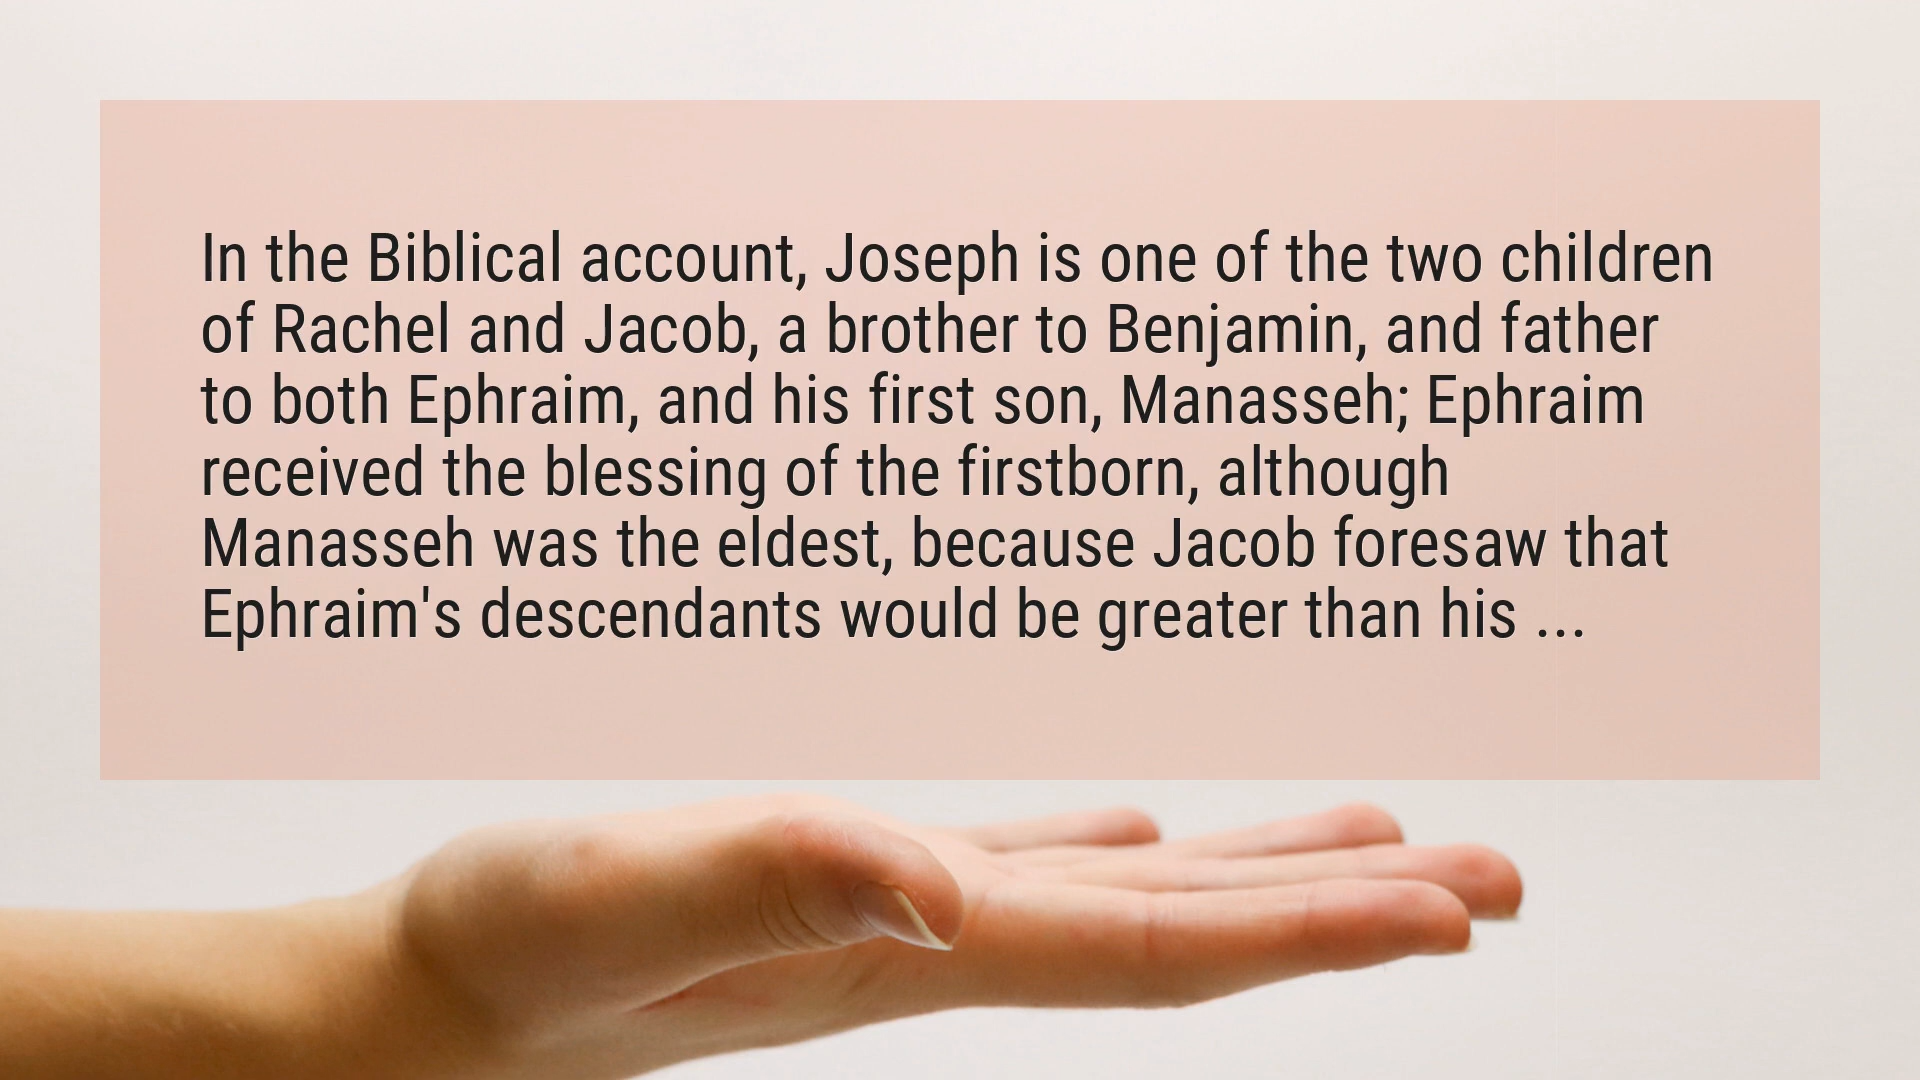 In the Biblical account, Joseph is one of the two children
of Rachel and Jacob, a brother to Benjamin, and father
to both Ephraim, and his first son, Manasseh; Ephraim
received the blessing of the firstborn, although
Manasseh was the eldest, because Jacob foresaw that
Ephraim's descendants would be greater than his ...